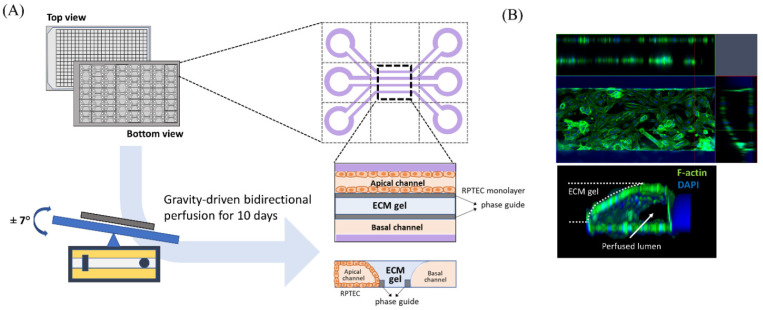 (A)
Top view
Bottom view
Gravity-driven bidirectional
perfusion for 10 days
± 7°
Apical channel
RPTEC monolayer
phase guide
ECM gel
Basal channel
Apical
channel
ECM
gel
Basal
channel
RPTEC
phase guide
(B)
F-actin
DAPI
ECM gel
Perfused lumen